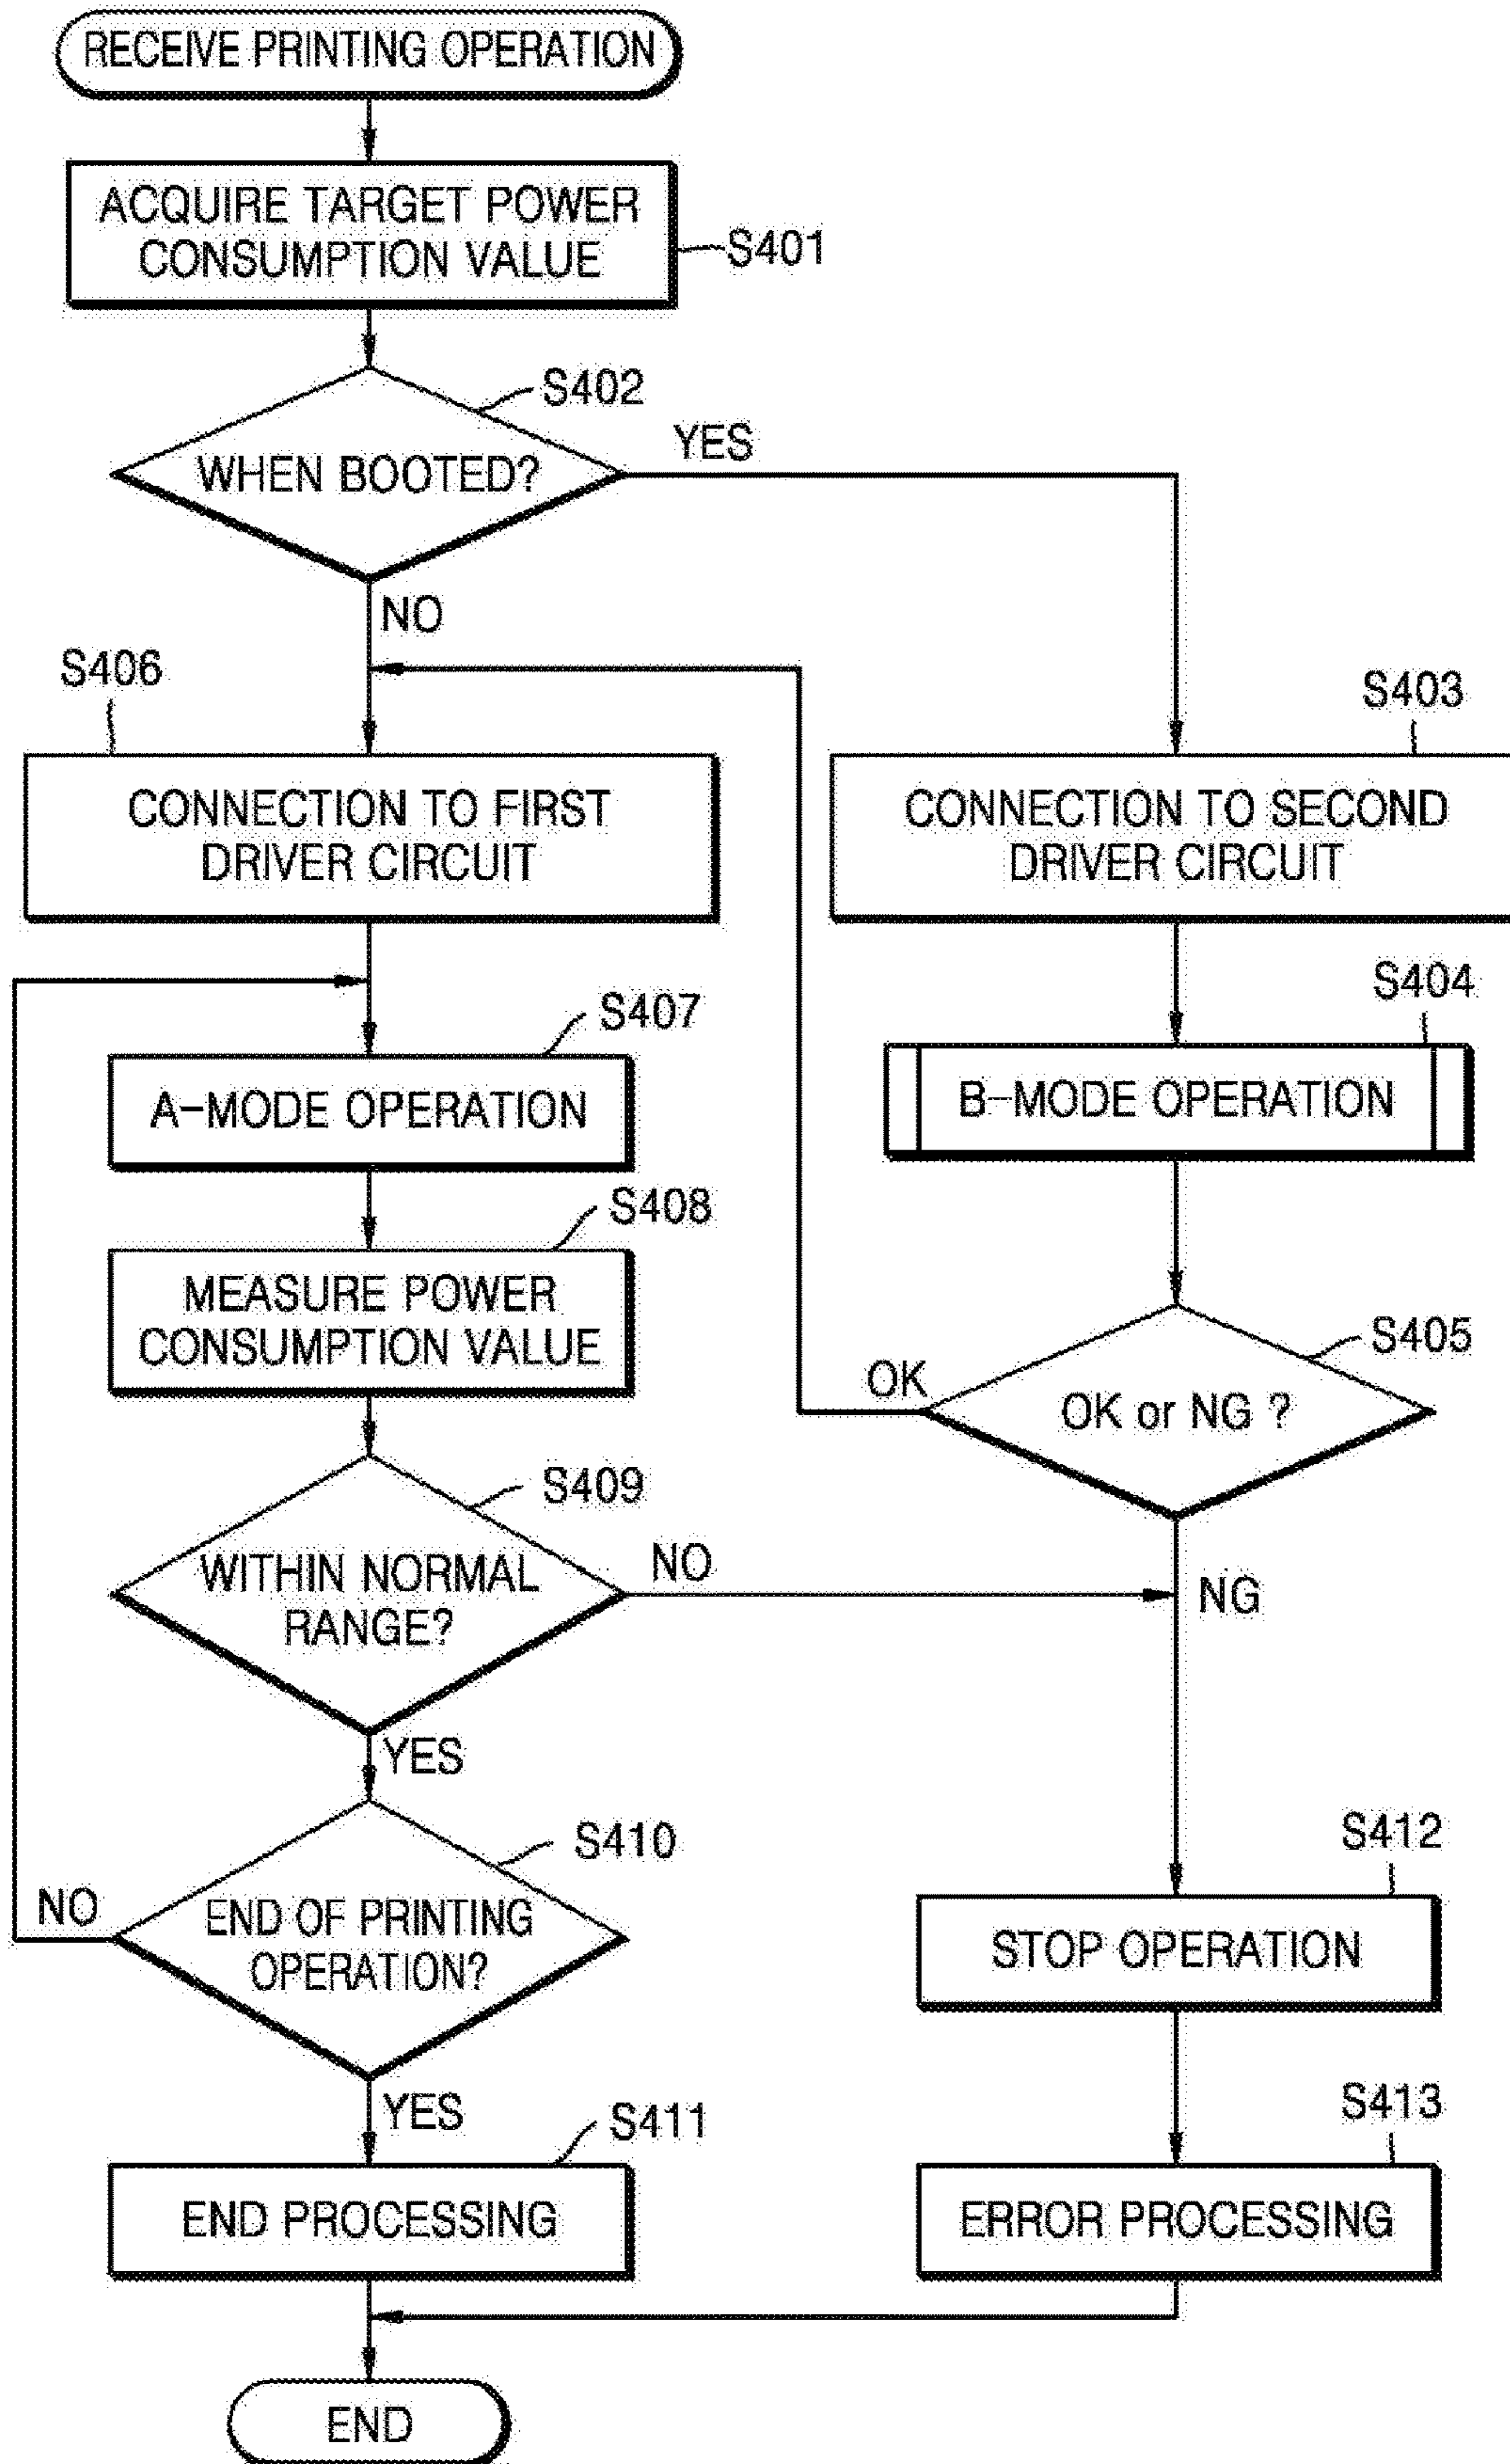 RECEIVE PRINTING OPERATION
ACQUIRE TARGET POWER
CONSUMPTION VALUE
S401
S402
WHEN BOOTED?
YES
NO
S406
CONNECTION TO FIRST
DRIVER CIRCUIT
S403
CONNECTION TO SECOND
DRIVER CIRCUIT
S407
A-MODE OPERATION
S404
B-MODE OPERATION
S408
MEASURE POWER
CONSUMPTION VALUE
S405
OK
OK or NG ?
NG
S409
WITHIN NORMAL
RANGE?
NO
YES
S410
END OF PRINTING
OPERATION?
NO
YES
S411
END PROCESSING
S412
STOP OPERATION
S413
ERROR PROCESSING
END